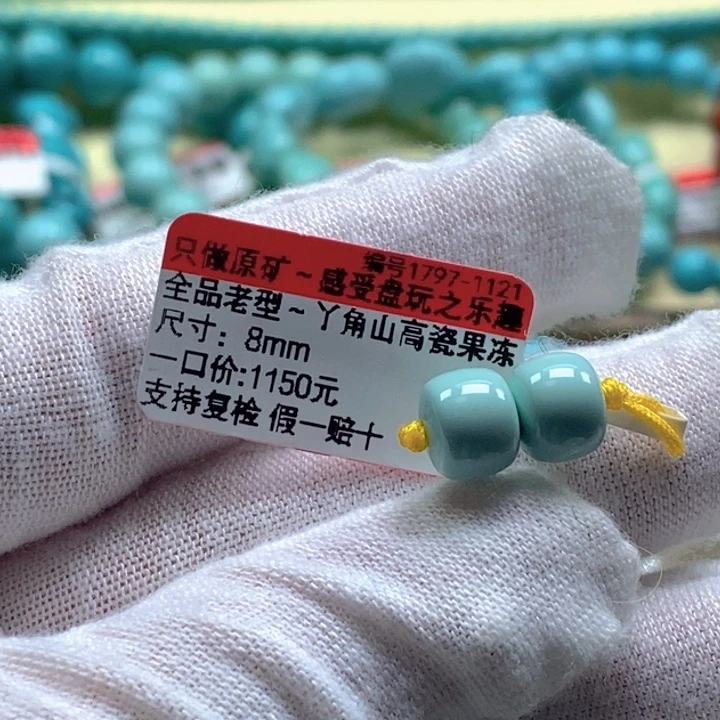 编号1797-1121
只做原矿~感受盘玩之乐趣
全品老型~丫角山高瓷果冻
尺寸：8mm
一口价:1150元
支持复检 假一赔十